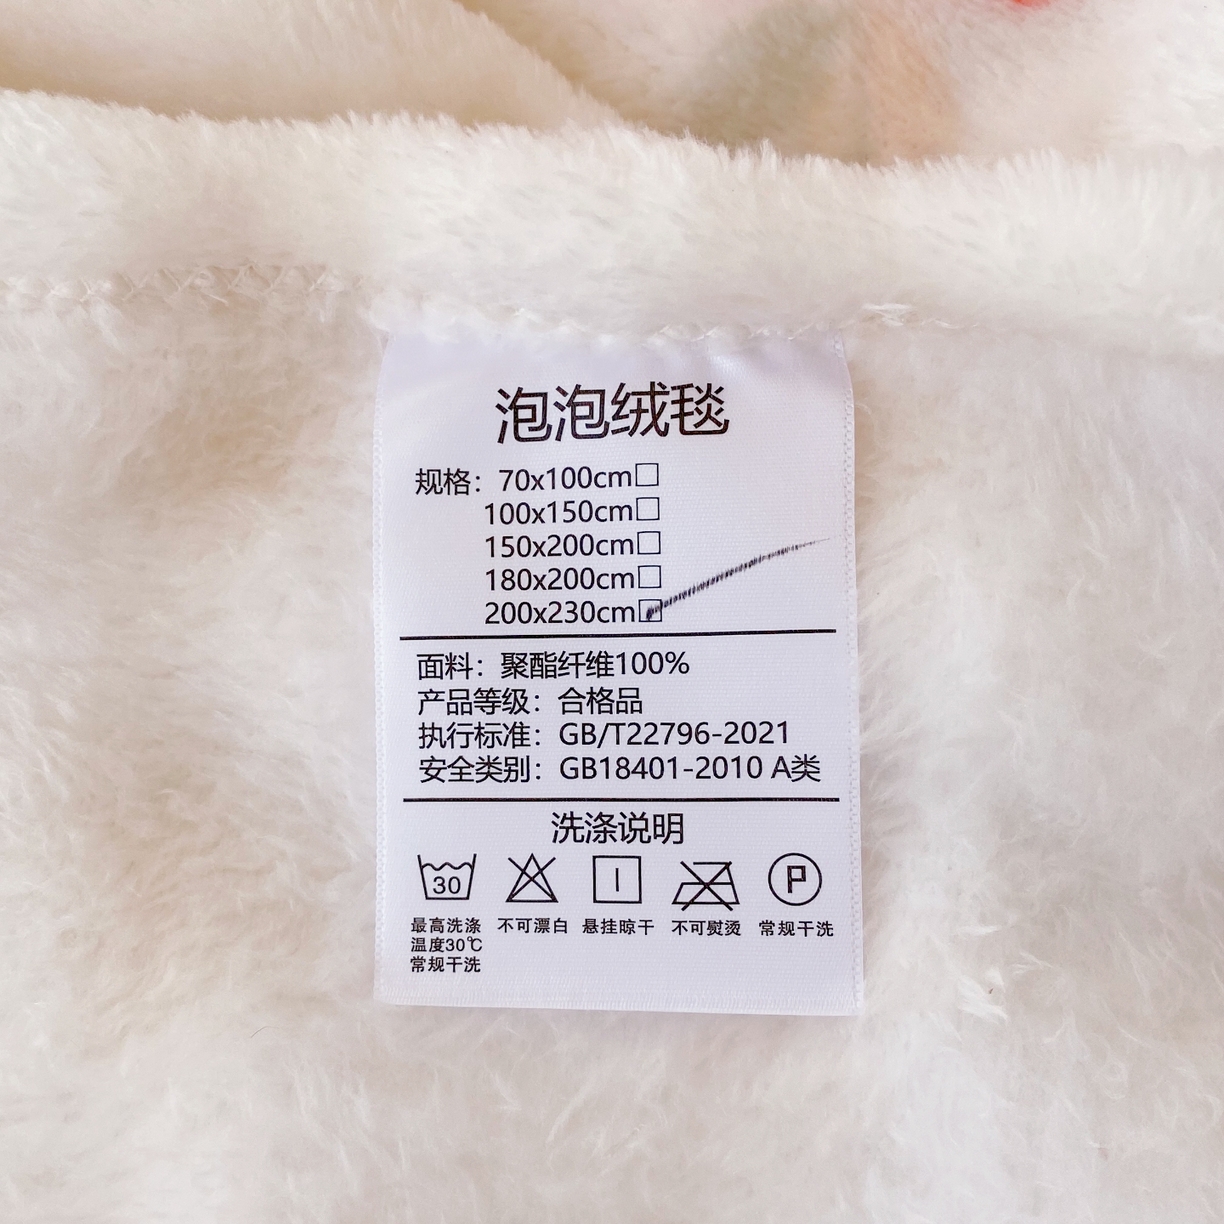 泡泡绒毯
规格：70x100cm□
100x150cm□
150x200cm□
180x200cm□
200x230cm☑
面料：聚酯纤维100%
产品等级：合格品
执行标准：GB/T22796-2021
安全类别：GB18401-2010 A类
洗涤说明
30
P
最高洗涤 不可漂白 悬挂晾干 不可熨烫 常规干洗
温度30℃
常规干洗